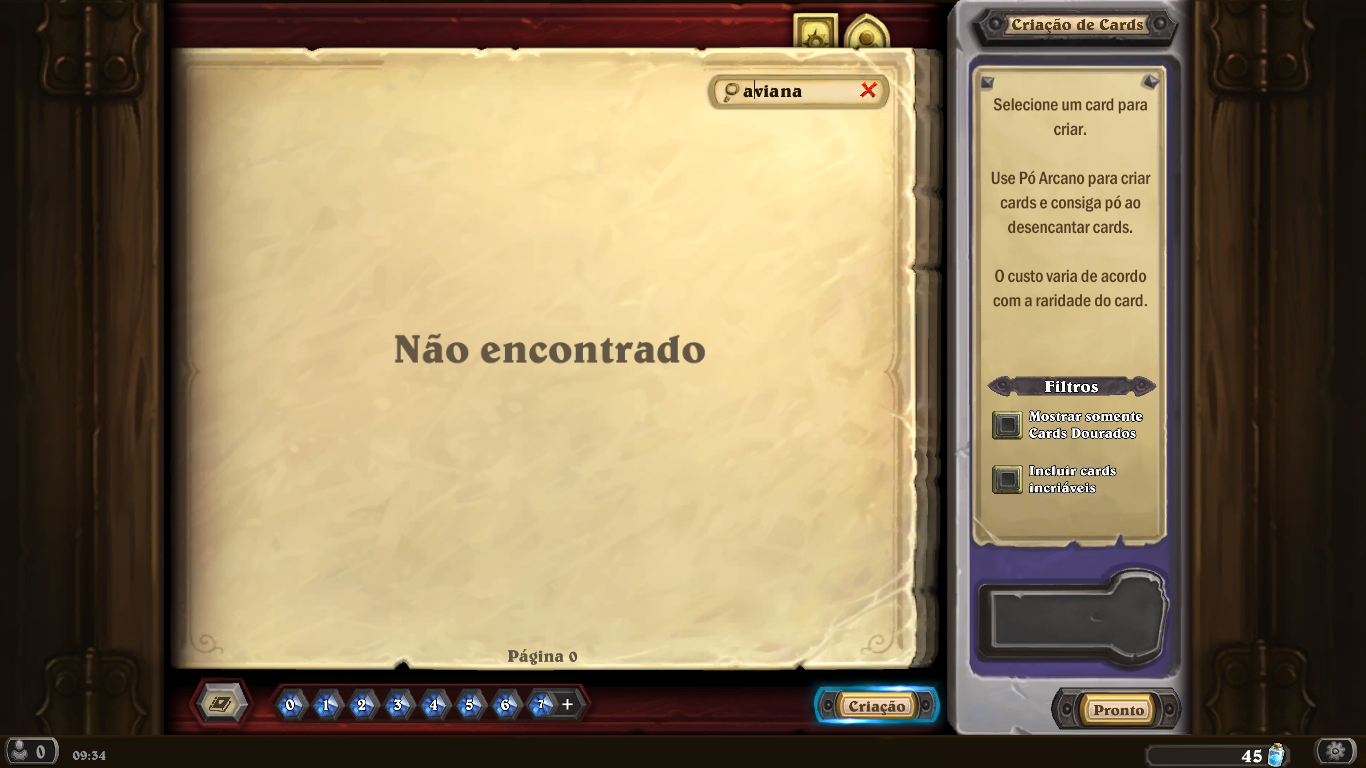 aviana
Não encontrado
Página 0
0 1 2 3 4 5 6 7 +
Criação
Criação de Cards
Selecione um card para
criar.
Use Pó Arcano para criar
cards e consiga pó ao
desencantar cards.
O custo varia de acordo
com a raridade do card.
Filtros
Mostrar somente
Cards Dourados
Incluir cards
incriáveis
Pronto
0
09:34
45